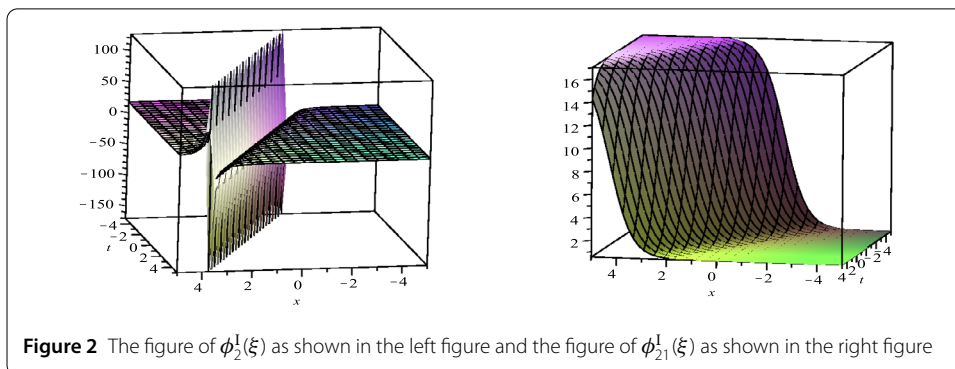 100
50
0
−50
−100
−150
−4
−2
0
2
4
t
4 2 0 −2 −4
x
16
14
12
10
8
6
4
2
4 2 0 −2 −4
x
4 2 0 −2 −4
t
Figure 2 The figure of ϕ₂ᴵ(ξ) as shown in the left figure and the figure of ϕ₂₁ᴵ(ξ) as shown in the right figure